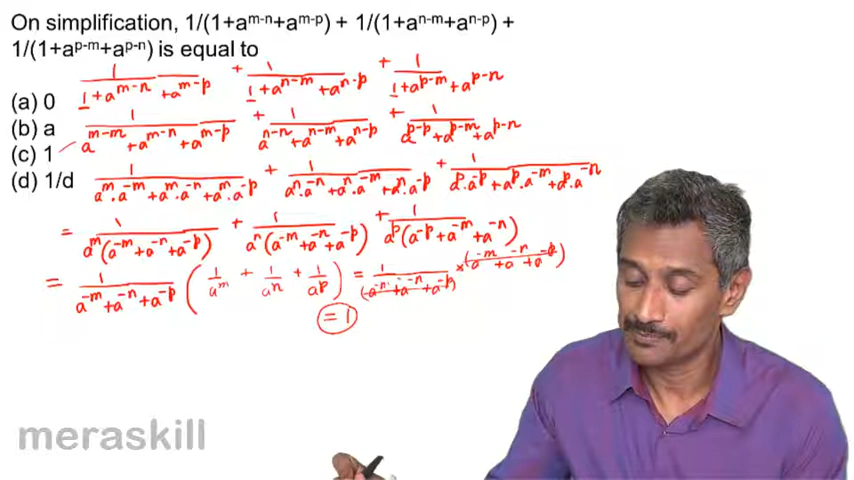 On simplification, 1/(1+a^{m-n}+a^{m-p}) + 1/(1+a^{n-m}+a^{n-p}) +
1/(1+a^{p-m}+a^{p-n}) is equal to
1/(1+a^{m-n}+a^{m-p}) + 1/(1+a^{n-m}+a^{n-p}) + 1/(1+a^{p-m}+a^{p-n})
(a) 0
1/(a^{m-m}+a^{m-n}+a^{m-p}) + 1/(a^{n-n}+a^{n-m}+a^{n-p}) + 1/(a^{p-p}+a^{p-m}+a^{p-n})
(b) a
(c) 1
1/(a^m.a^{-m}+a^m.a^{-n}+a^m.a^{-p}) + 1/(a^n.a^{-n}+a^n.a^{-m}+a^n.a^{-p}) + 1/(a^p.a^{-p}+a^p.a^{-m}+a^p.a^{-n})
(d) 1/d
= 1/(a^m(a^{-m}+a^{-n}+a^{-p})) + 1/(a^n(a^{-m}+a^{-n}+a^{-p})) + 1/(a^p(a^{-p}+a^{-m}+a^{-n}))
= 1/(a^{-m}+a^{-n}+a^{-p}) (1/a^m + 1/a^n + 1/a^p) = 1/(a^{-m}+a^{-n}+a^{-p}) × (a^{-m}+a^{-n}+a^{-p})
= 1
meraskill